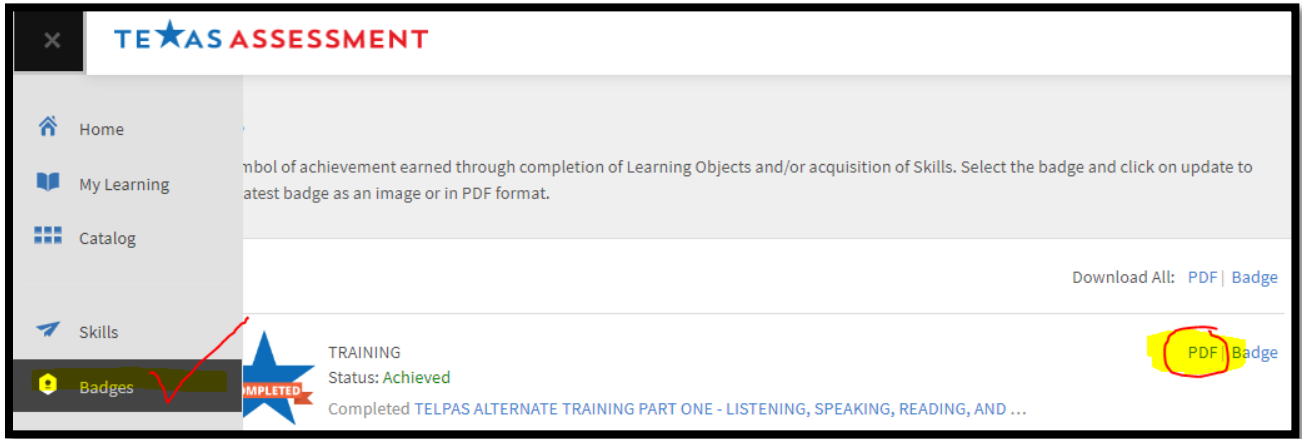 TEXAS ASSESSMENT
Home
My Learning
Catalog
Skills
Badges
mbol of achievement earned through completion of Learning Objects and/or acquisition of Skills. Select the badge and click on update to
atest badge as an image or in PDF format.
Download All: PDF | Badge
COMPLETED
TRAINING
PDF | Badge
Status: Achieved
Completed TELPAS ALTERNATE TRAINING PART ONE - LISTENING, SPEAKING, READING, AND ...